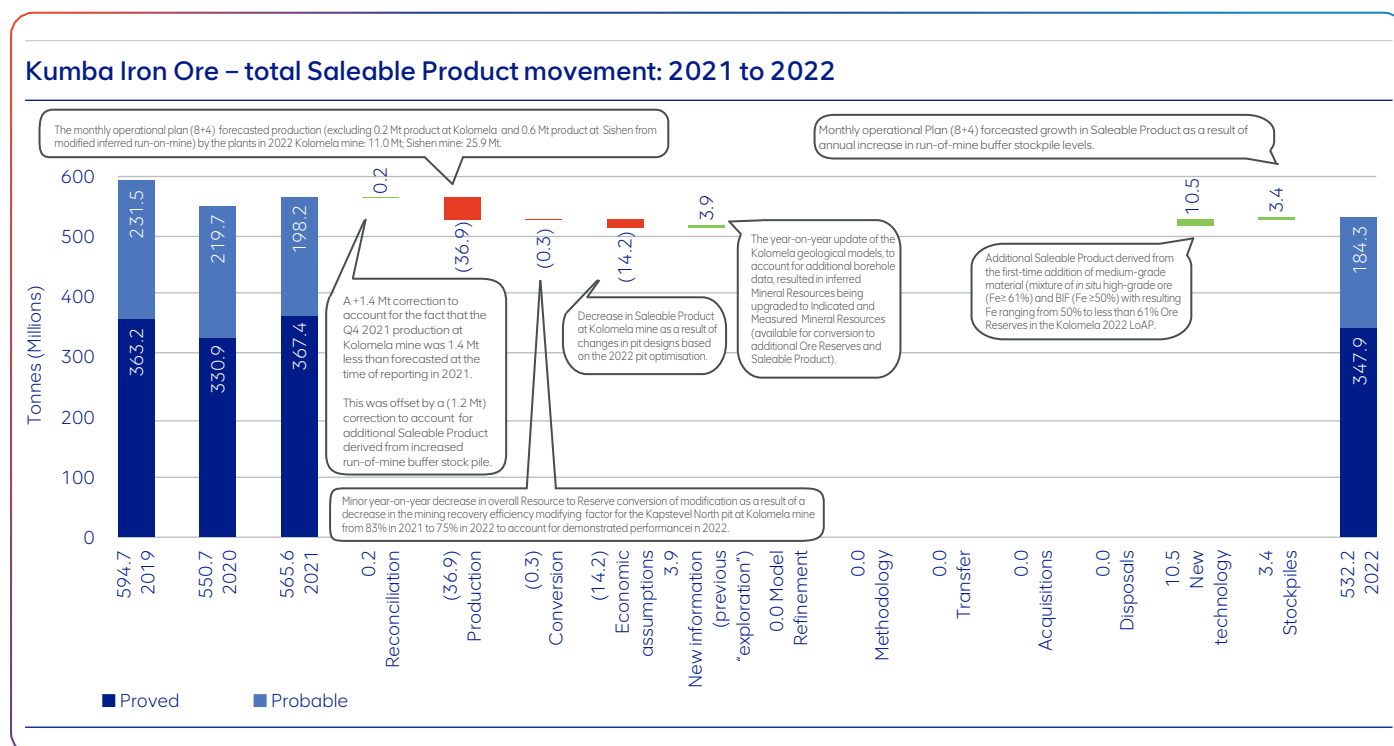 Kumba Iron Ore – total Saleable Product movement: 2021 to 2022
The monthly operational plan (8+4) forecasted production (excluding 0.2 Mt product at Kolomela and 0.6 Mt product at Sishen from
modified inferred run-on-mine) by the plants in 2022 Kolomela mine: 11.0 Mt; Sishen mine: 25.9 Mt.
Monthly operational Plan (8+4) forceasted growth in Saleable Product as a result of
annual increase in run-of-mine buffer stockpile levels.
Tonnes (Millions)
600
500
400
300
200
100
0
231.5
363.2
219.7
330.9
198.2
367.4
0.2
(36.9)
(0.3)
(14.2)
3.9
10.5
3.4
184.3
347.9
A +1.4 Mt correction to
account for the fact that the
Q4 2021 production at
Kolomela mine was 1.4 Mt
less than forecasted at the
time of reporting in 2021.
This was offset by a (1.2 Mt)
correction to account for
additional Saleable Product
derived from increased
run-of-mine buffer stock pile.
Decrease in Saleable Product
at Kolomela mine as a result of
changes in pit designs based
on the 2022 pit optimisation.
The year-on-year update of the
Kolomela geological models, to
account for additional borehole
data, resulted in inferred
Mineral Resources being
upgraded to Indicated and
Measured Mineral Resources
(available for conversion to
additional Ore Reserves and
Saleable Product).
Additional Saleable Product derived from
the first-time addition of medium-grade
material (mixture of in situ high-grade ore
(Fe≥ 61%) and BIF (Fe ≥50%) with resulting
Fe ranging from 50% to less than 61% Ore
Reserves in the Kolomela 2022 LoAP.
Minor year-on-year decrease in overall Resource to Reserve conversion of modification as a result of a
decrease in the mining recovery efficiency modifying factor for the Kapstevel North pit at Kolomela mine
from 83% in 2021 to 75% in 2022 to account for demonstrated performancei n 2022.
594.7
2019
550.7
2020
565.6
2021
0.2
Reconciliation
(36.9)
Production
(0.3)
Conversion
(14.2)
Economic
assumptions
3.9
New information
(previous
“exploration”)
0.0 Model
Refinement
0.0
Methodology
0.0
Transfer
0.0
Acquisitions
0.0
Disposals
10.5
New
technology
3.4
Stockpiles
532.2
2022
Proved
Probable